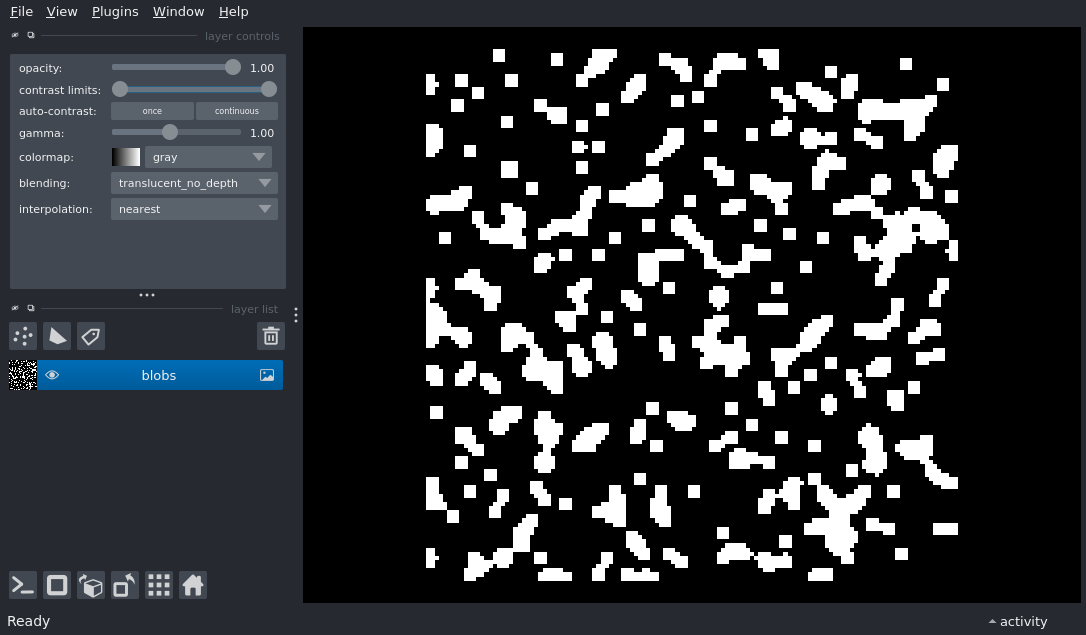 File View Plugins Window Help
layer controls
opacity: 1.00
contrast limits:
auto-contrast: once continuous
gamma: 1.00
colormap: gray
blending: translucent_no_depth
interpolation: nearest
layer list
blobs
Ready activity